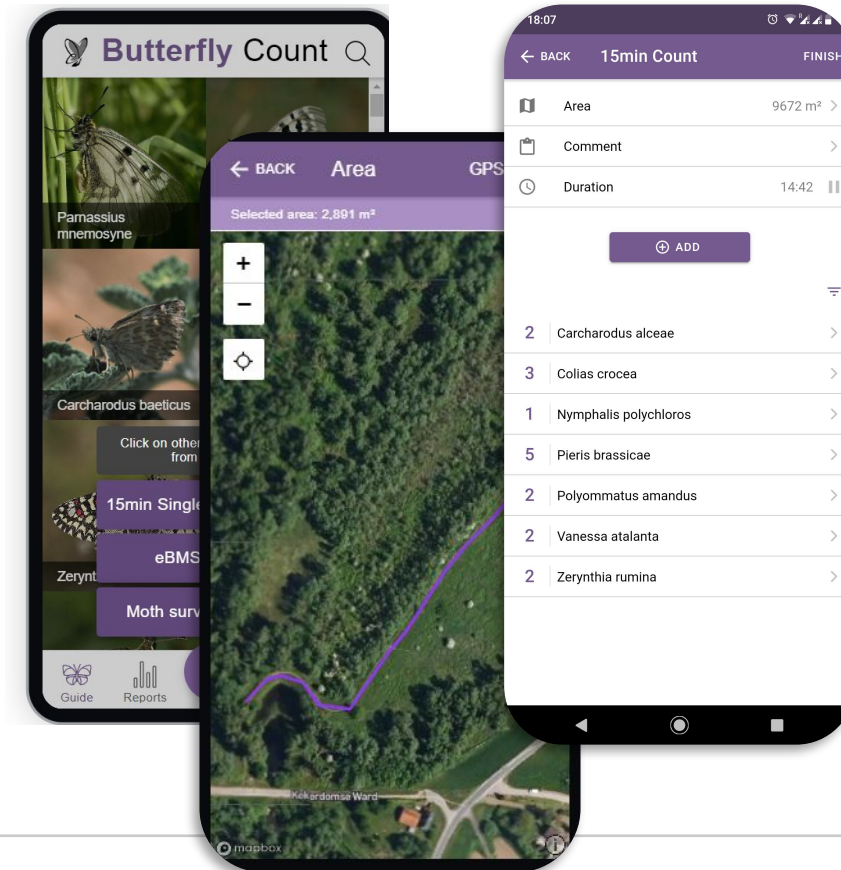 Butterfly Count
Parnassius
mnemosyne
Carcharodus baeticus
Click on other
from
15min Single
eBMS
Zerynt
Moth surv
Guide
Reports
BACK
Area
GPS
Selected area: 2,891 m²
+
−
Kekerdomse Ward
mapbox
18:07
BACK
15min Count
FINISH
Area
9672 m²
Comment
Duration
14:42
ADD
2 Carcharodus alceae
3 Colias crocea
1 Nymphalis polychloros
5 Pieris brassicae
2 Polyommatus amandus
2 Vanessa atalanta
2 Zerynthia rumina